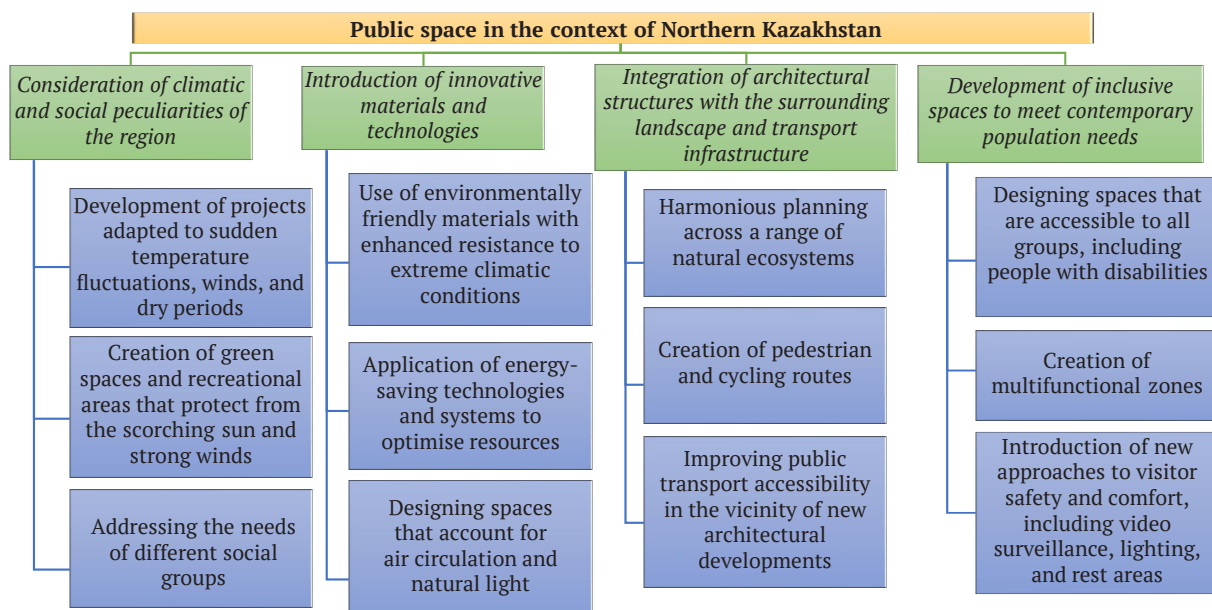 Public space in the context of Northern Kazakhstan
Consideration of climatic
and social peculiarities of
the region
Development of projects
adapted to sudden
temperature
fluctuations, winds, and
dry periods
Creation of green
spaces and recreational
areas that protect from
the scorching sun and
strong winds
Addressing the needs
of different social
groups
Introduction of innovative
materials and
technologies
Use of environmentally
friendly materials with
enhanced resistance to
extreme climatic
conditions
Application of energy-
saving technologies
and systems to
optimise resources
Designing spaces
that account for
air circulation and
natural light
Integration of architectural
structures with the surrounding
landscape and transport
infrastructure
Harmonious planning
across a range of
natural ecosystems
Creation of pedestrian
and cycling routes
Improving public
transport accessibility
in the vicinity of new
architectural
developments
Development of inclusive
spaces to meet contemporary
population needs
Designing spaces
that are accessible to all
groups, including
people with disabilities
Creation of
multifunctional zones
Introduction of new
approaches to visitor
safety and comfort,
including video
surveillance, lighting,
and rest areas